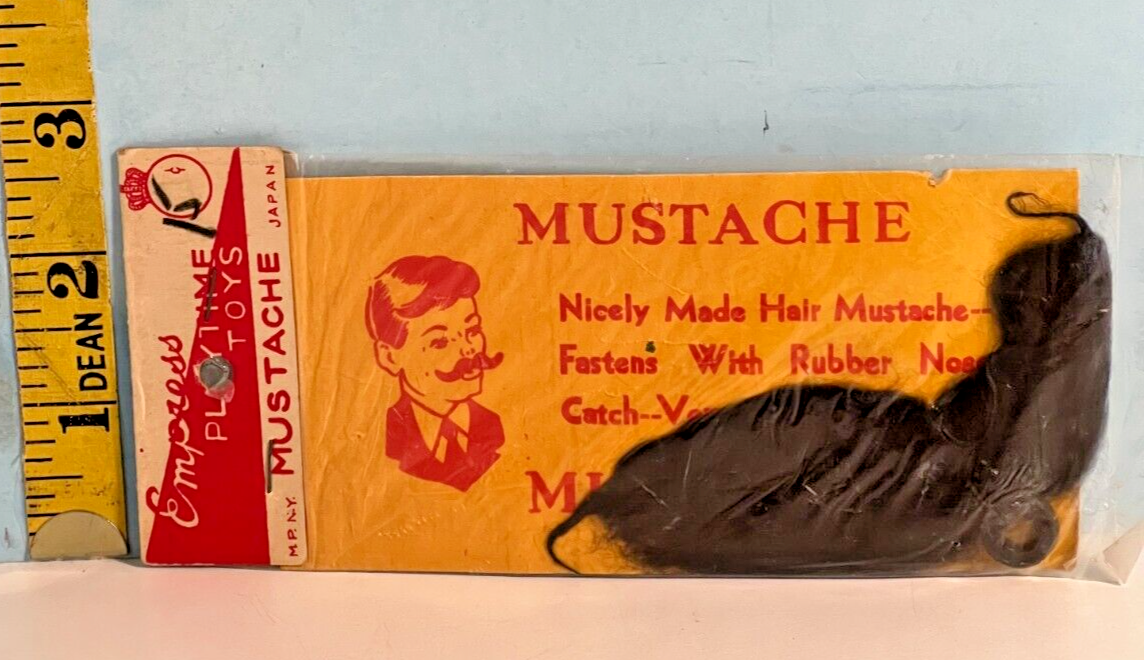 3
2
DEAN
1
15 ¢
Empress
PLAYTIME
TOYS
MUSTACHE JAPAN
M.P.N.Y.
MUSTACHE
Nicely Made Hair Mustache--
Fastens With Rubber
Catch--